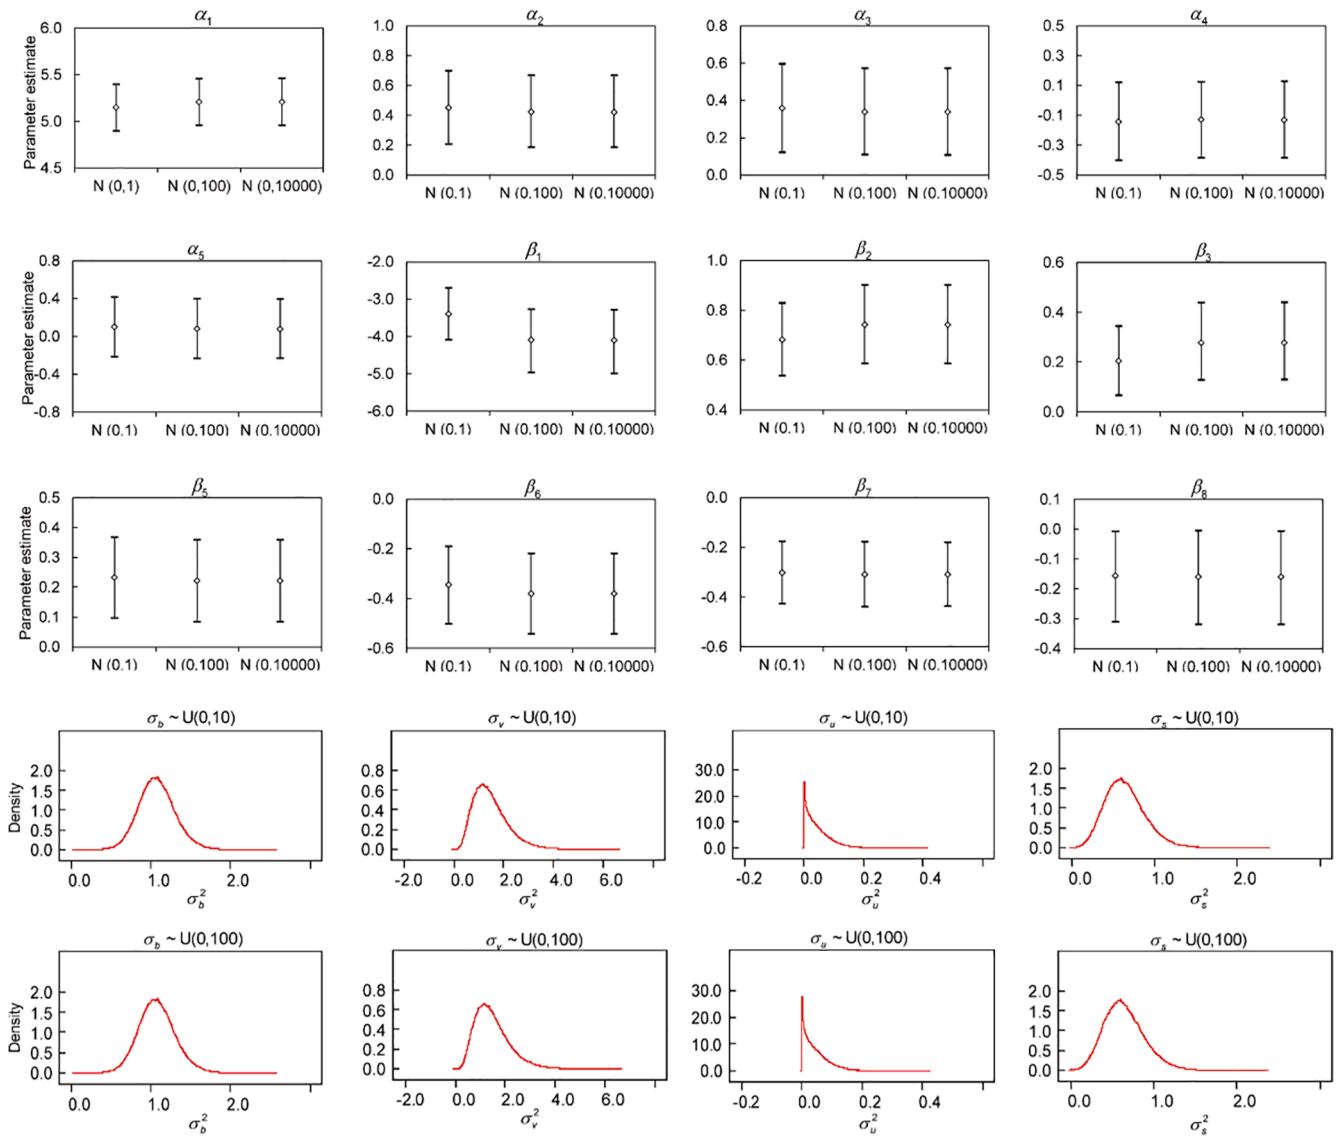 α1 α2 α3 α4
Parameter estimate
6.0 5.5 5.0 4.5
N (0,1) N (0,100) N (0,10000)
1.0 0.8 0.6 0.4 0.2 0.0
N (0,1) N (0,100) N (0,10000)
0.8 0.6 0.4 0.2 0.0
N (0,1) N (0,100) N (0,10000)
0.5 0.3 0.1 -0.1 -0.3 -0.5
N (0,1) N (0,100) N (0,10000)
α5 β1 β2 β3
Parameter estimate
0.8 0.4 0.0 -0.4 -0.8
N (0,1) N (0,100) N (0,10000)
-2.0 -3.0 -4.0 -5.0 -6.0
N (0,1) N (0,100) N (0,10000)
1.0 0.8 0.6 0.4
N (0,1) N (0,100) N (0,10000)
0.6 0.4 0.2 0.0
N (0,1) N (0,100) N (0,10000)
β5 β6 β7 β8
Parameter estimate
0.5 0.4 0.3 0.2 0.1 0.0
N (0,1) N (0,100) N (0,10000)
0.0 -0.2 -0.4 -0.6
N (0,1) N (0,100) N (0,10000)
0.0 -0.2 -0.4 -0.6
N (0,1) N (0,100) N (0,10000)
0.1 0.0 -0.1 -0.2 -0.3 -0.4
N (0,1) N (0,100) N (0,10000)
σb ~ U(0,10) σv ~ U(0,10) σu ~ U(0,10) σs ~ U(0,10)
Density
2.0 1.5 1.0 0.5 0.0
0.0 1.0 2.0
σb²
0.8 0.6 0.4 0.2 0.0
-2.0 0.0 2.0 4.0 6.0
σv²
30.0 20.0 10.0 0.0
-0.2 0.0 0.2 0.4
σu²
2.0 1.5 1.0 0.5 0.0
0.0 1.0 2.0
σs²
σb ~ U(0,100) σv ~ U(0,100) σu ~ U(0,100) σs ~ U(0,100)
Density
2.0 1.5 1.0 0.5 0.0
0.0 1.0 2.0
σb²
0.8 0.6 0.4 0.2 0.0
-2.0 0.0 2.0 4.0 6.0
σv²
30.0 20.0 10.0 0.0
-0.2 0.0 0.2 0.4
σu²
2.0 1.5 1.0 0.5 0.0
0.0 1.0 2.0
σs²